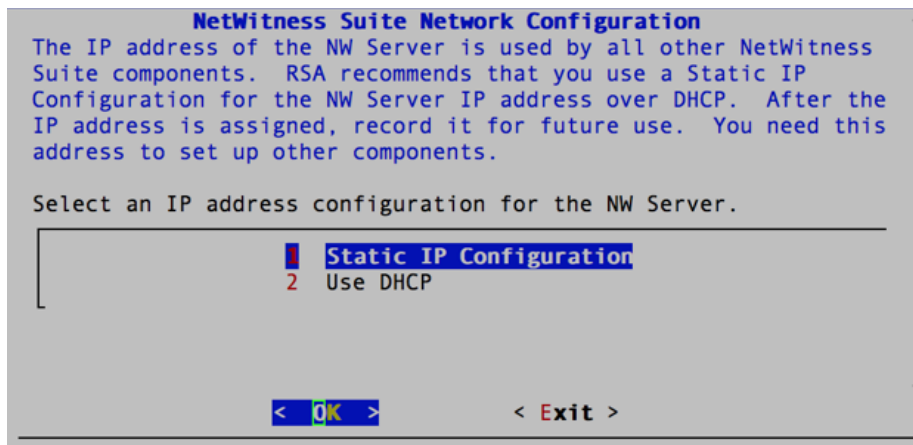 NetWitness Suite Network Configuration
The IP address of the NW Server is used by all other NetWitness
Suite components.  RSA recommends that you use a Static IP
Configuration for the NW Server IP address over DHCP.  After the
IP address is assigned, record it for future use.  You need this
address to set up other components.
Select an IP address configuration for the NW Server.
1  Static IP Configuration
2  Use DHCP
<  OK  >  < Exit >